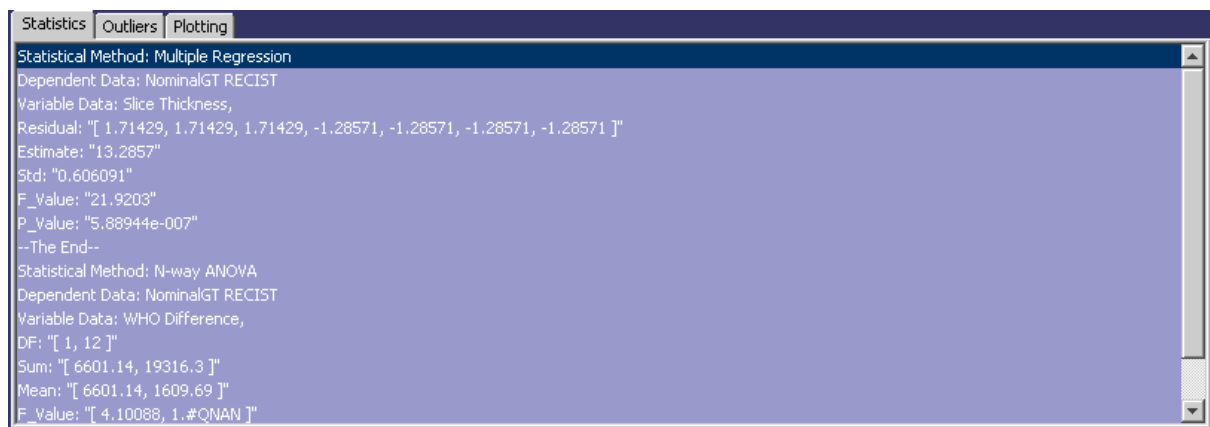 Statistics Outliers Plotting
Statistical Method: Multiple Regression
Dependent Data: NominalGT RECIST
Variable Data: Slice Thickness,
Residual: "[ 1.71429, 1.71429, 1.71429, -1.28571, -1.28571, -1.28571, -1.28571 ]"
Estimate: "13.2857"
Std: "0.606091"
F_Value: "21.9203"
P_Value: "5.88944e-007"
--The End--
Statistical Method: N-way ANOVA
Dependent Data: NominalGT RECIST
Variable Data: WHO Difference,
DF: "[ 1, 12 ]"
Sum: "[ 6601.14, 19316.3 ]"
Mean: "[ 6601.14, 1609.69 ]"
F_Value: "[ 4.10088, 1.#QNAN ]"